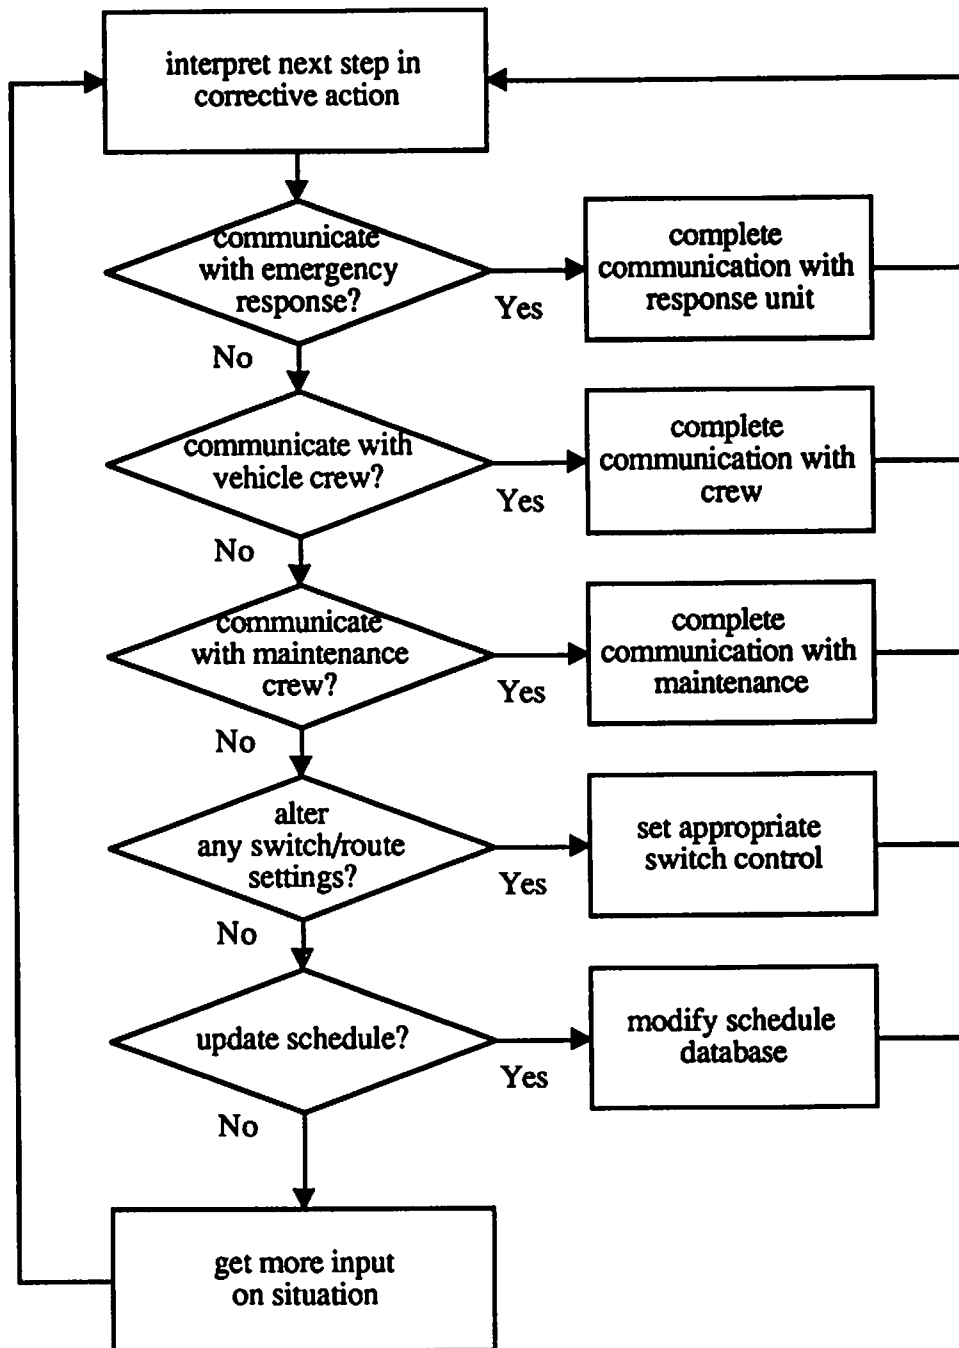 interpret next step in
corrective action
communicate
with emergency
response?
Yes
No
complete
communication with
response unit
communicate with
vehicle crew?
Yes
No
complete
communication with
crew
communicate
with maintenance
crew?
Yes
No
complete
communication with
maintenance
alter
any switch/route
settings?
Yes
No
set appropriate
switch control
update schedule?
Yes
No
modify schedule
database
get more input
on situation